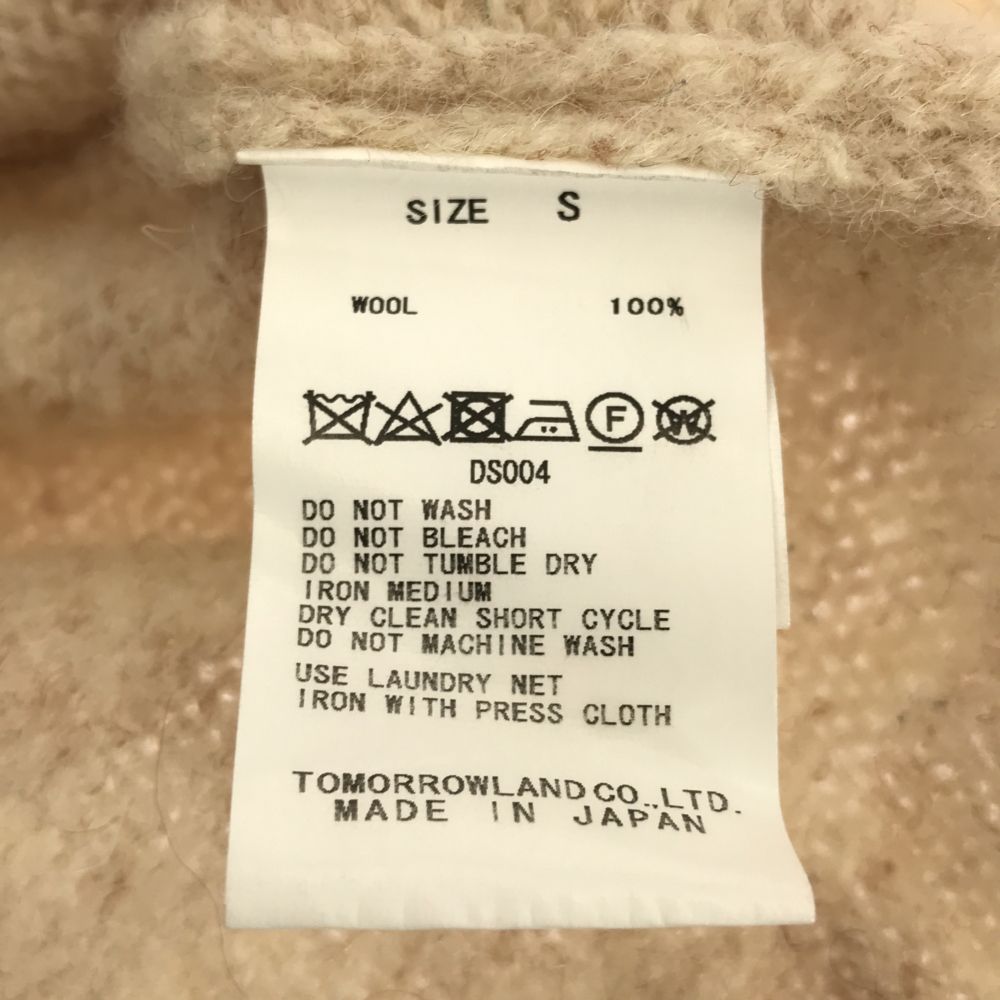 SIZE S
WOOL 100%
F W
DS004
DO NOT WASH
DO NOT BLEACH
DO NOT TUMBLE DRY
IRON MEDIUM
DRY CLEAN SHORT CYCLE
DO NOT MACHINE WASH
USE LAUNDRY NET
IRON WITH PRESS CLOTH
TOMORROWLAND CO.,LTD.
MADE IN JAPAN